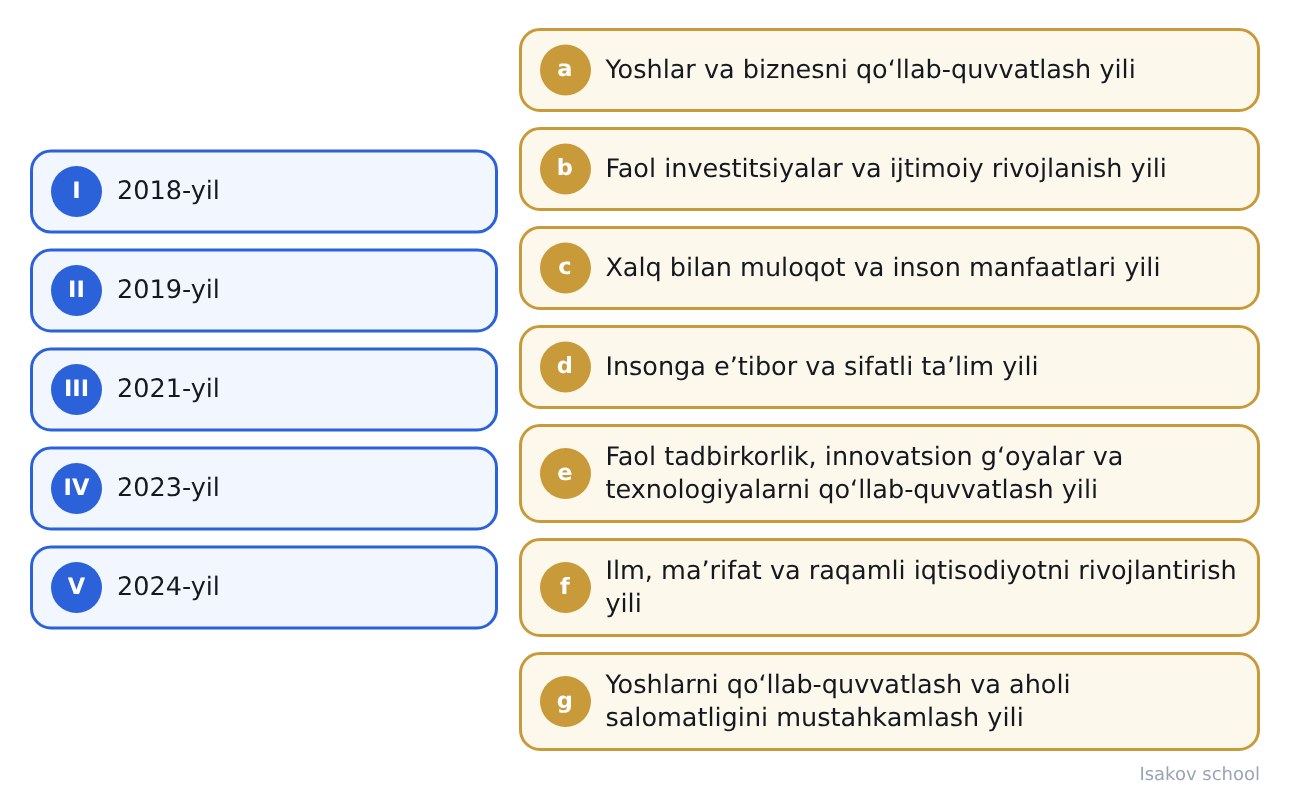 I 2018-yil
II 2019-yil
III 2021-yil
IV 2023-yil
V 2024-yil
a Yoshlar va biznesni qo‘llab-quvvatlash yili
b Faol investitsiyalar va ijtimoiy rivojlanish yili
c Xalq bilan muloqot va inson manfaatlari yili
d Insonga e’tibor va sifatli ta’lim yili
e Faol tadbirkorlik, innovatsion g‘oyalar va
texnologiyalarni qo‘llab-quvvatlash yili
f Ilm, ma’rifat va raqamli iqtisodiyotni rivojlantirish
yili
g Yoshlarni qo‘llab-quvvatlash va aholi
salomatligini mustahkamlash yili
Isakov school